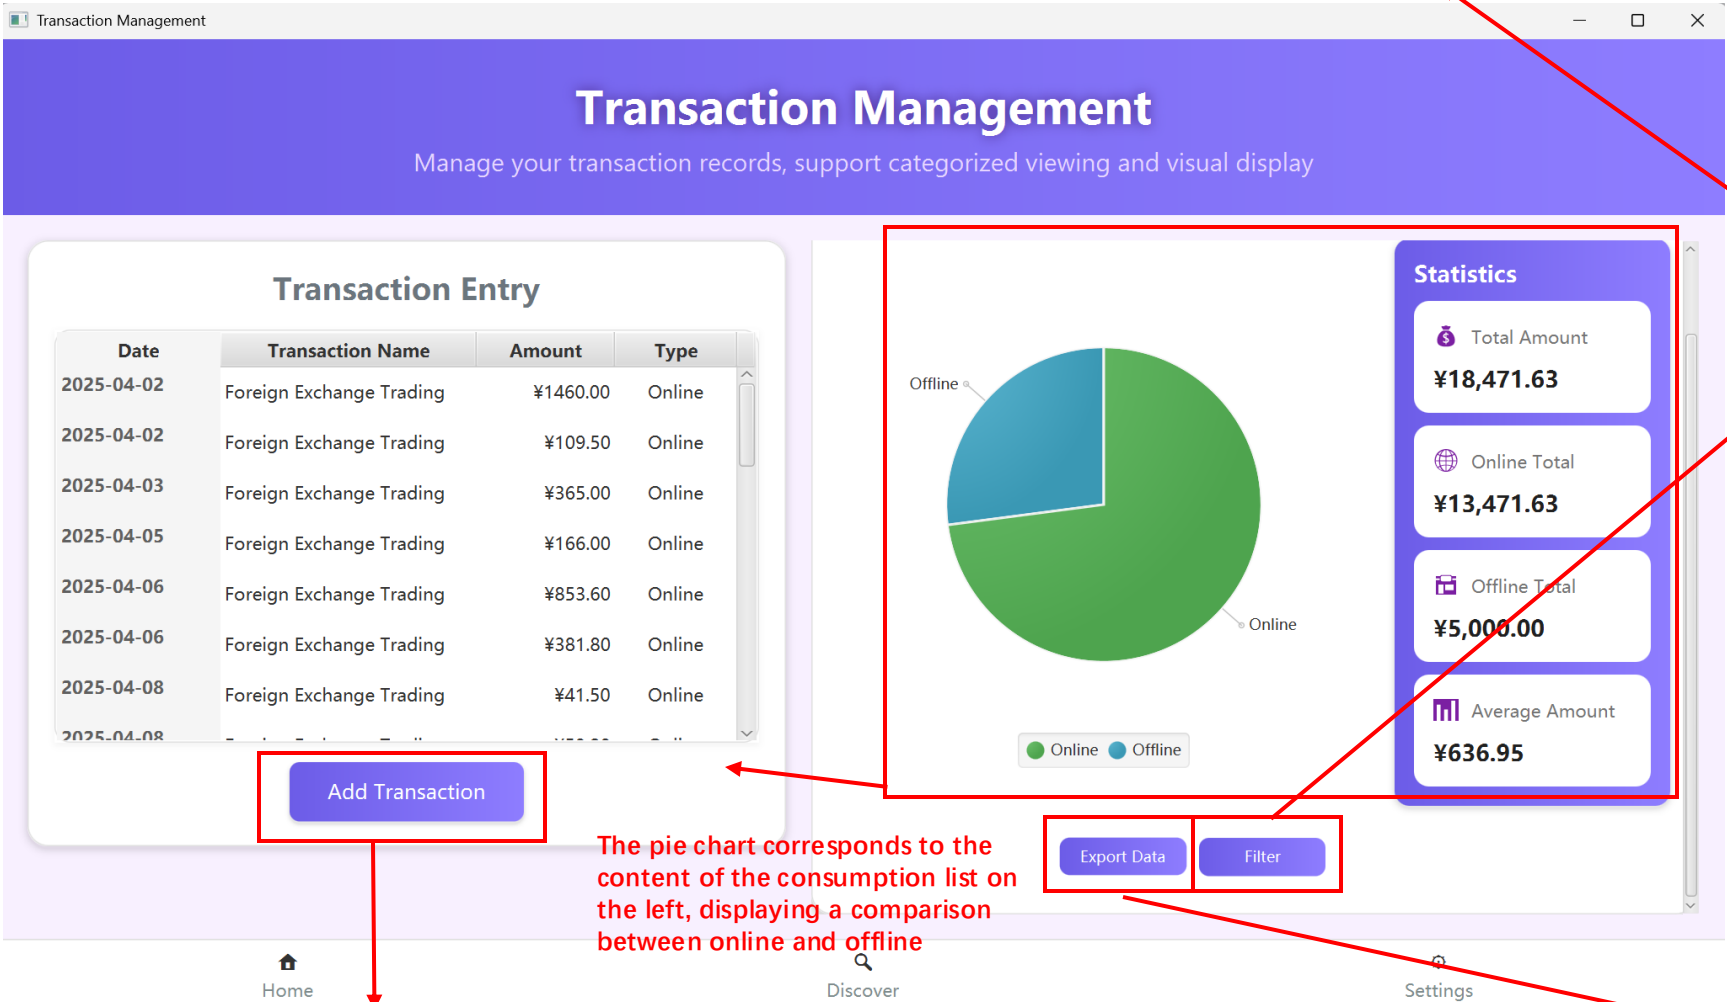 Transaction Management
Transaction Management
Manage your transaction records, support categorized viewing and visual display
Transaction Entry
Date Transaction Name Amount Type
2025-04-02 Foreign Exchange Trading ¥1460.00 Online
2025-04-02 Foreign Exchange Trading ¥109.50 Online
2025-04-03 Foreign Exchange Trading ¥365.00 Online
2025-04-05 Foreign Exchange Trading ¥166.00 Online
2025-04-06 Foreign Exchange Trading ¥853.60 Online
2025-04-06 Foreign Exchange Trading ¥381.80 Online
2025-04-08 Foreign Exchange Trading ¥41.50 Online
2025-04-08
Add Transaction
Offline
Online
Online Offline
Statistics
Total Amount
¥18,471.63
Online Total
¥13,471.63
Offline Total
¥5,000.00
Average Amount
¥636.95
Export Data Filter
The pie chart corresponds to the
content of the consumption list on
the left, displaying a comparison
between online and offline
Home Discover Settings